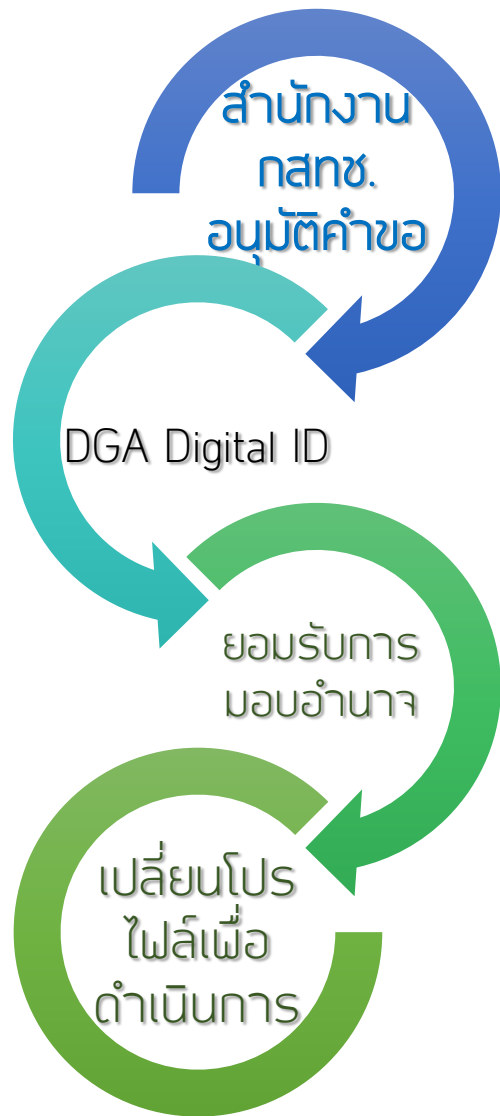 สำนักงาน
กสทช.
อนุมัติคำขอ
DGA Digital ID
ยอมรับการ
มอบอำนาจ
เปลี่ยนโปร
ไฟล์เพื่อ
ดำเนินการ